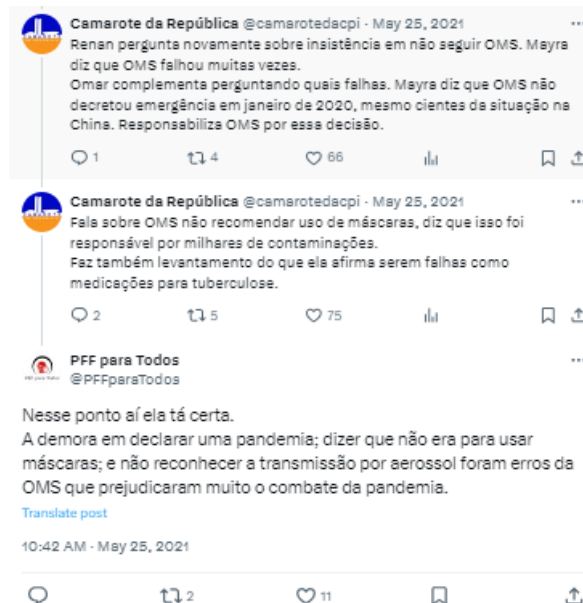 Camarote da República @camarotedacpi · May 25, 2021 ...
Renan pergunta novamente sobre insistência em não seguir OMS. Mayra
diz que OMS falhou muitas vezes.
Omar complementa perguntando quais falhas. Mayra diz que OMS não
decretou emergência em janeiro de 2020, mesmo cientes da situação na
China. Responsabiliza OMS por essa decisão.
1 4 66
Camarote da República @camarotedacpi · May 25, 2021 ...
Fala sobre OMS não recomendar uso de máscaras, diz que isso foi
responsável por milhares de contaminações.
Faz também levantamento do que ela afirma serem falhas como
medicações para tuberculose.
2 5 75
PFF para Todos ...
@PFFparaTodos
Nesse ponto aí ela tá certa.
A demora em declarar uma pandemia; dizer que não era para usar
máscaras; e não reconhecer a transmissão por aerossol foram erros da
OMS que prejudicaram muito o combate da pandemia.
Translate post
10:42 AM · May 25, 2021
2 11